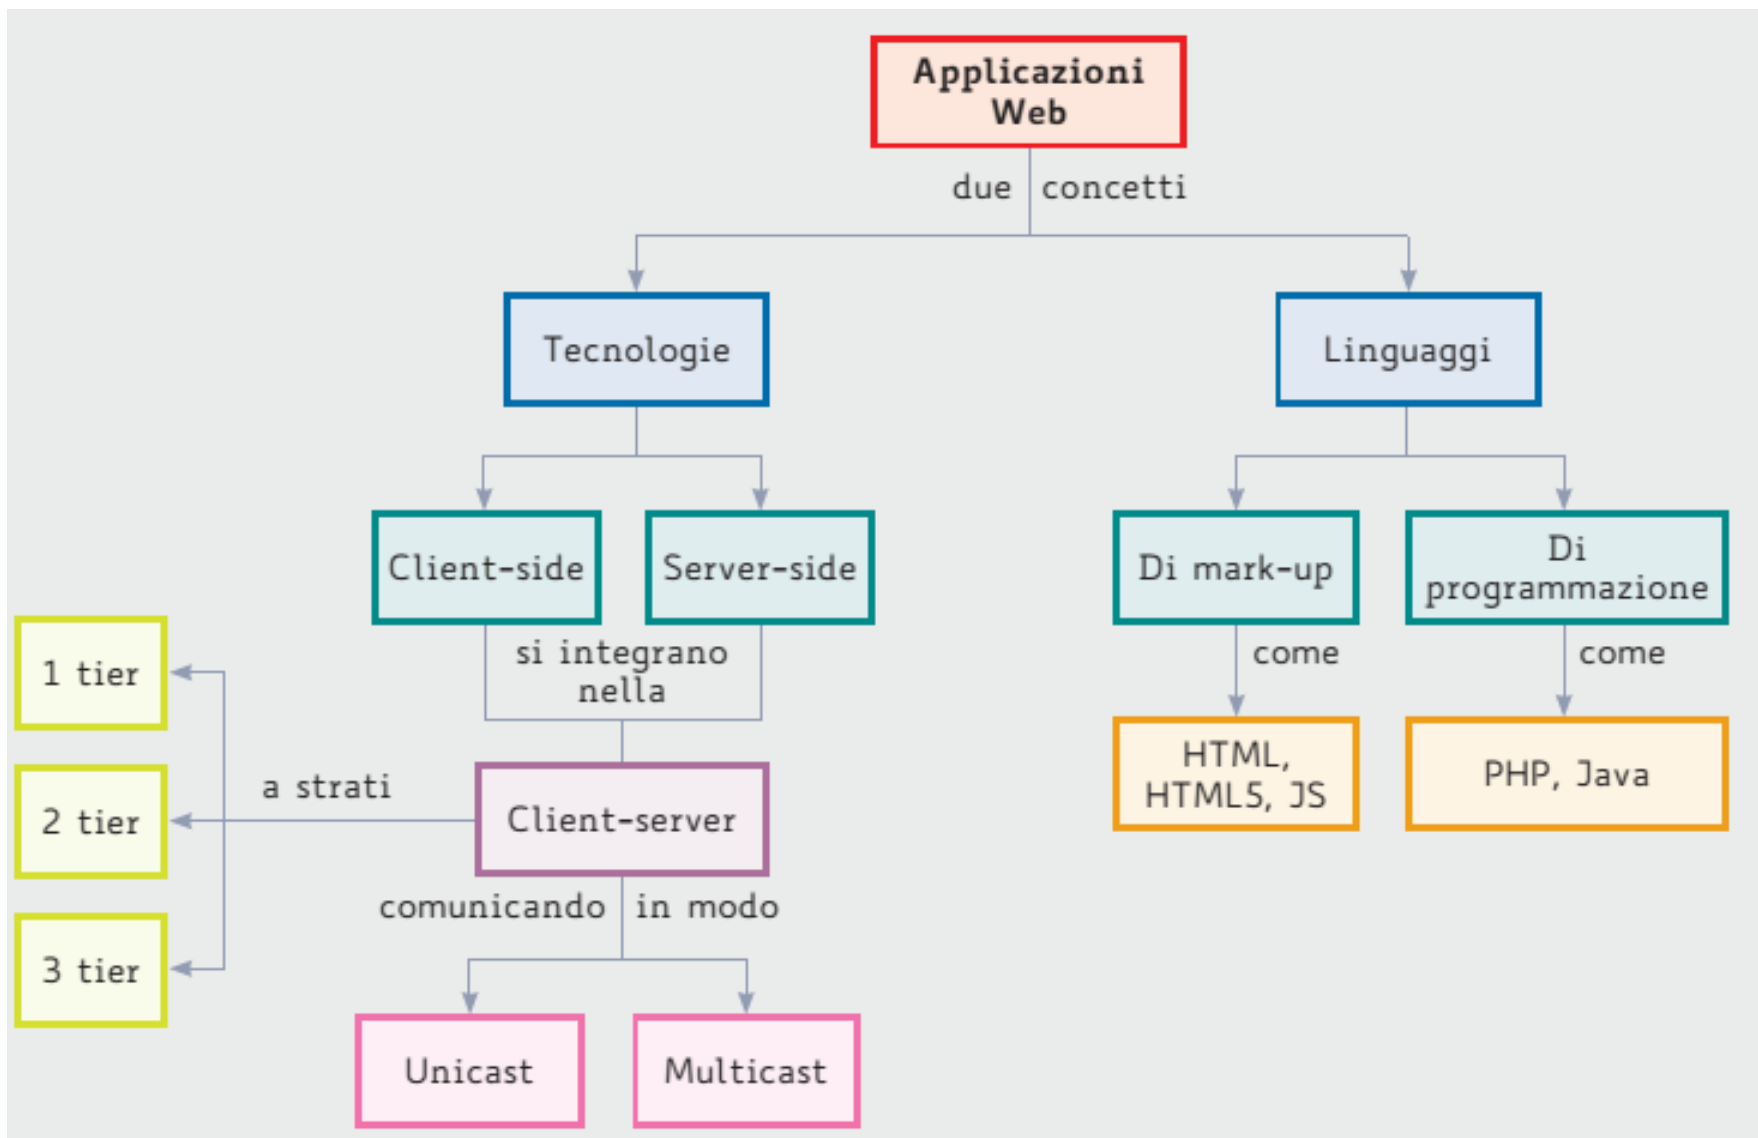 Applicazioni
Web
due concetti
Tecnologie
Linguaggi
Client-side
Server-side
Di mark-up
Di
programmazione
si integrano
nella
come
come
1 tier
2 tier
3 tier
a strati
Client-server
HTML,
HTML5, JS
PHP, Java
comunicando in modo
Unicast
Multicast